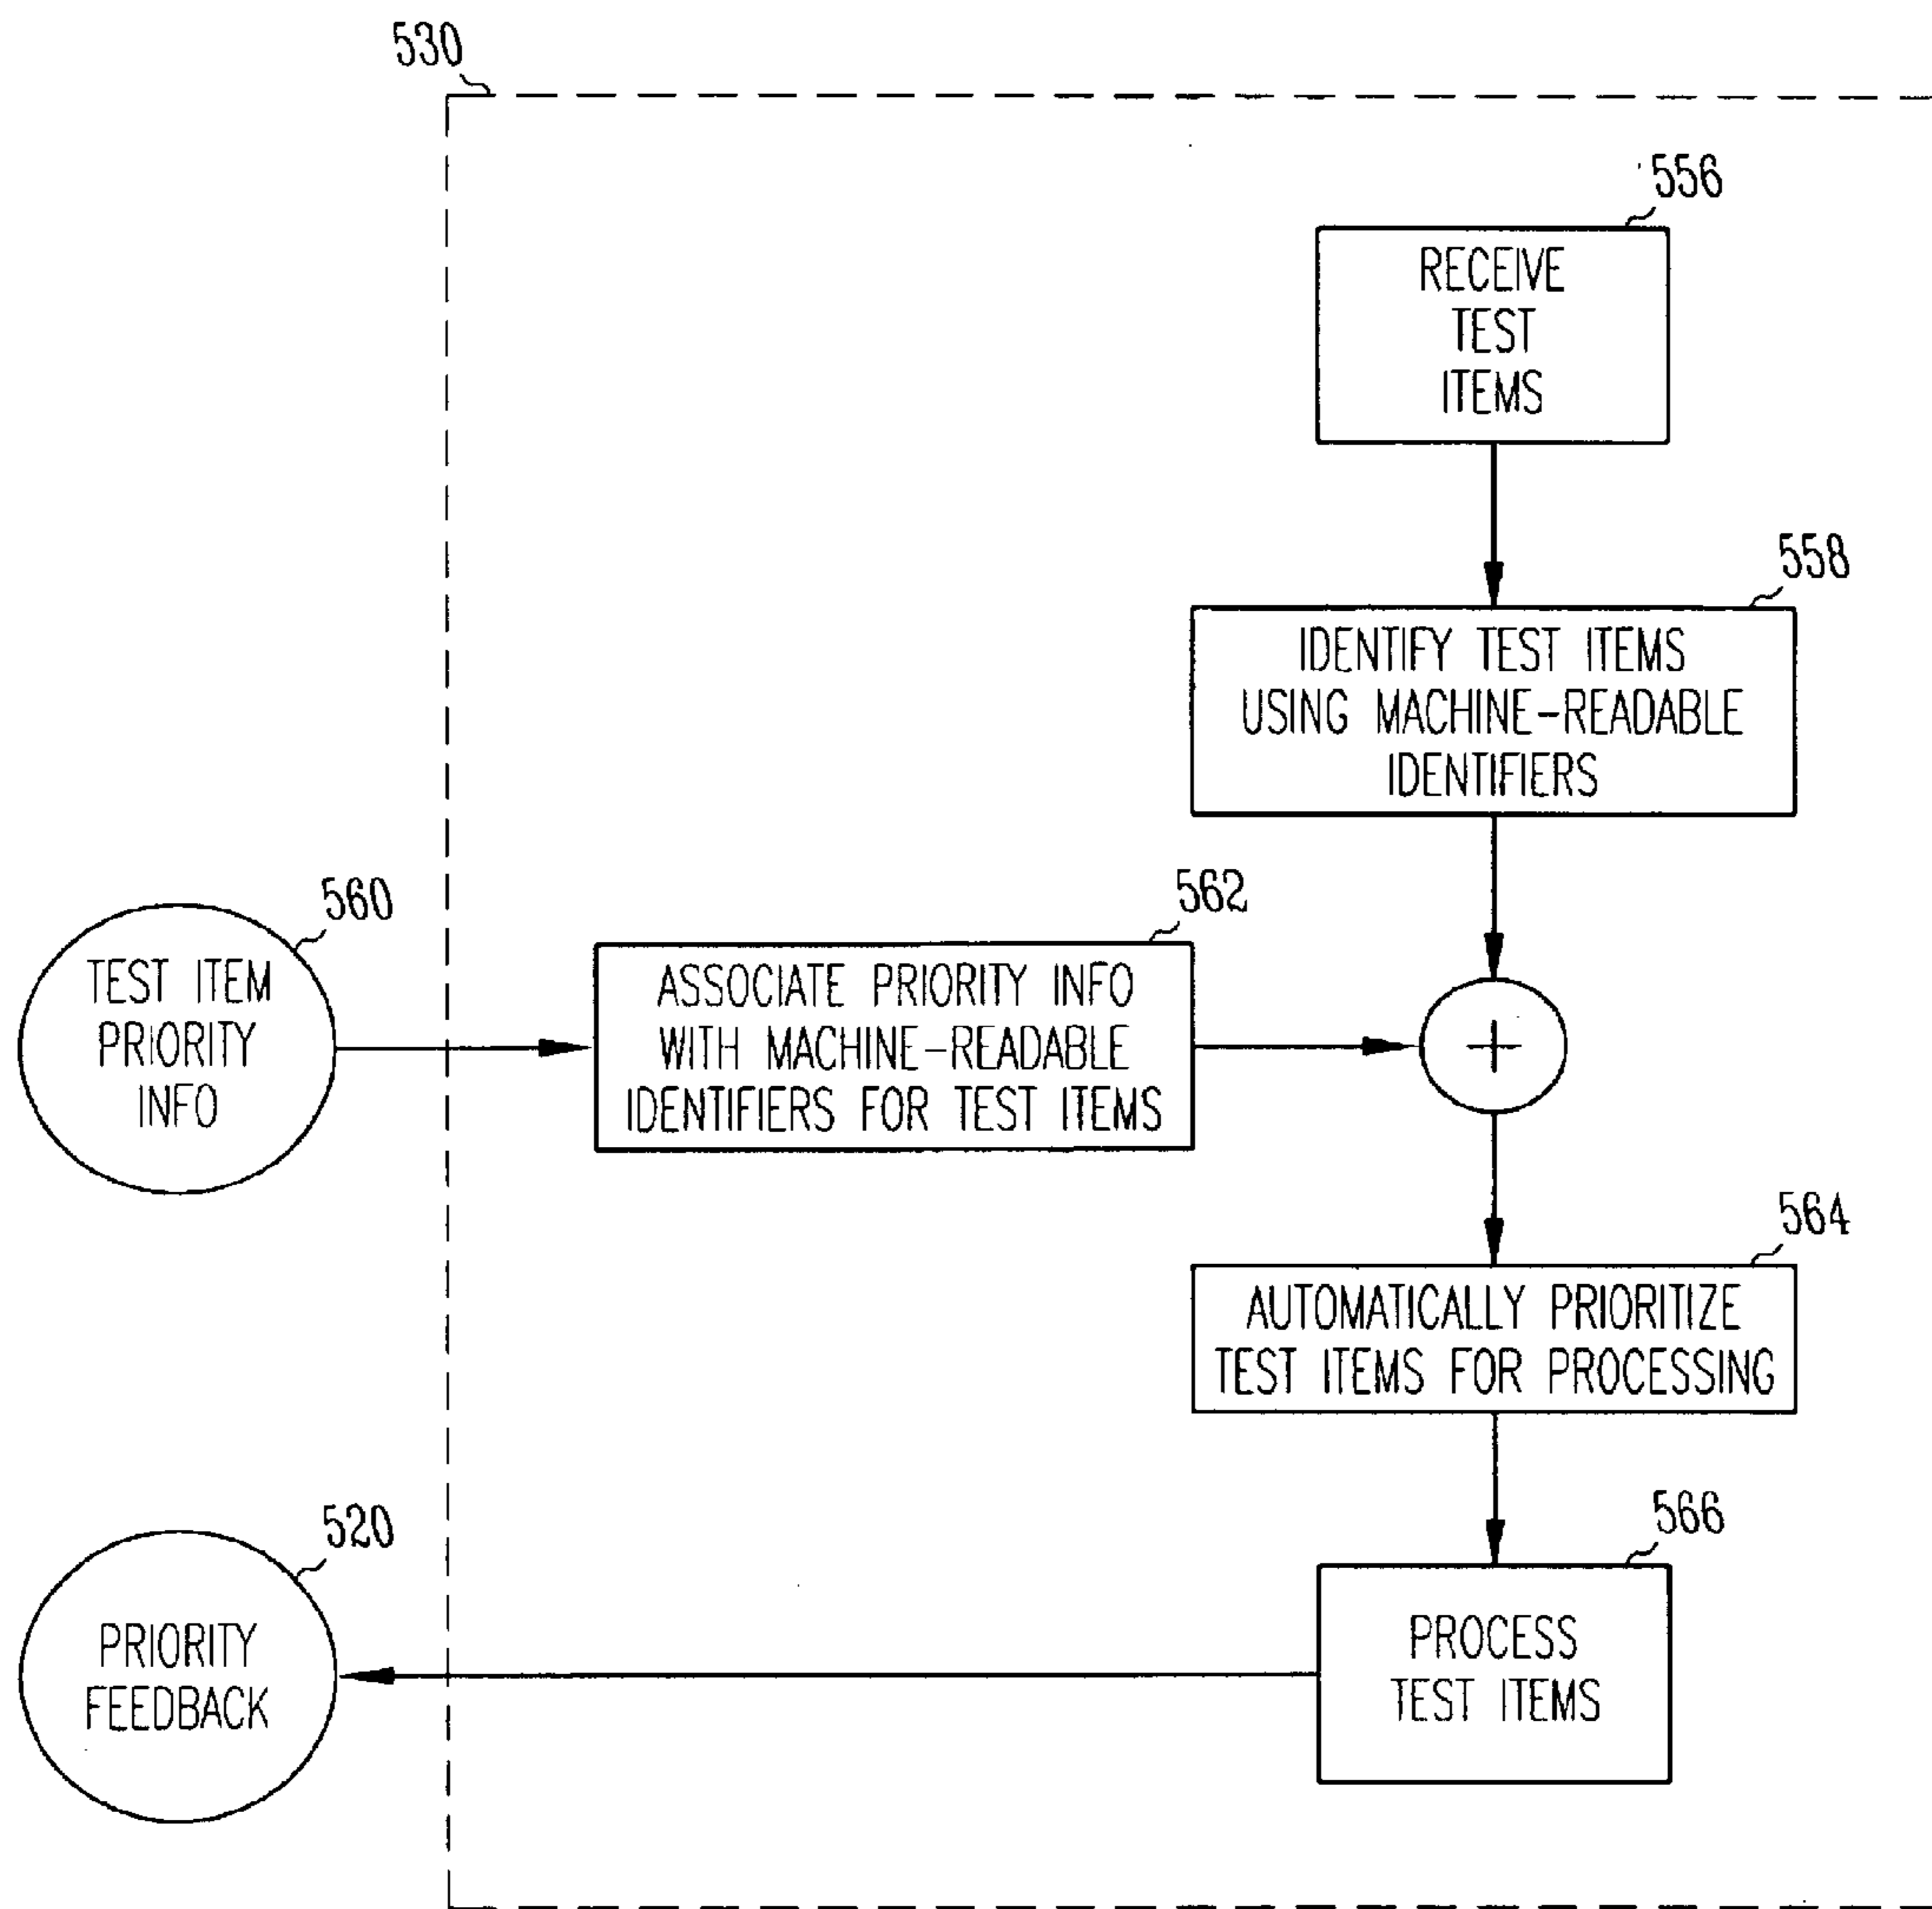 530
556
RECEIVE
TEST
ITEMS
558
IDENTIFY TEST ITEMS
USING MACHINE-READABLE
IDENTIFIERS
560
TEST ITEM
PRIORITY
INFO
562
ASSOCIATE PRIORITY INFO
WITH MACHINE-READABLE
IDENTIFIERS FOR TEST ITEMS
+
564
AUTOMATICALLY PRIORITIZE
TEST ITEMS FOR PROCESSING
520
PRIORITY
FEEDBACK
566
PROCESS
TEST ITEMS